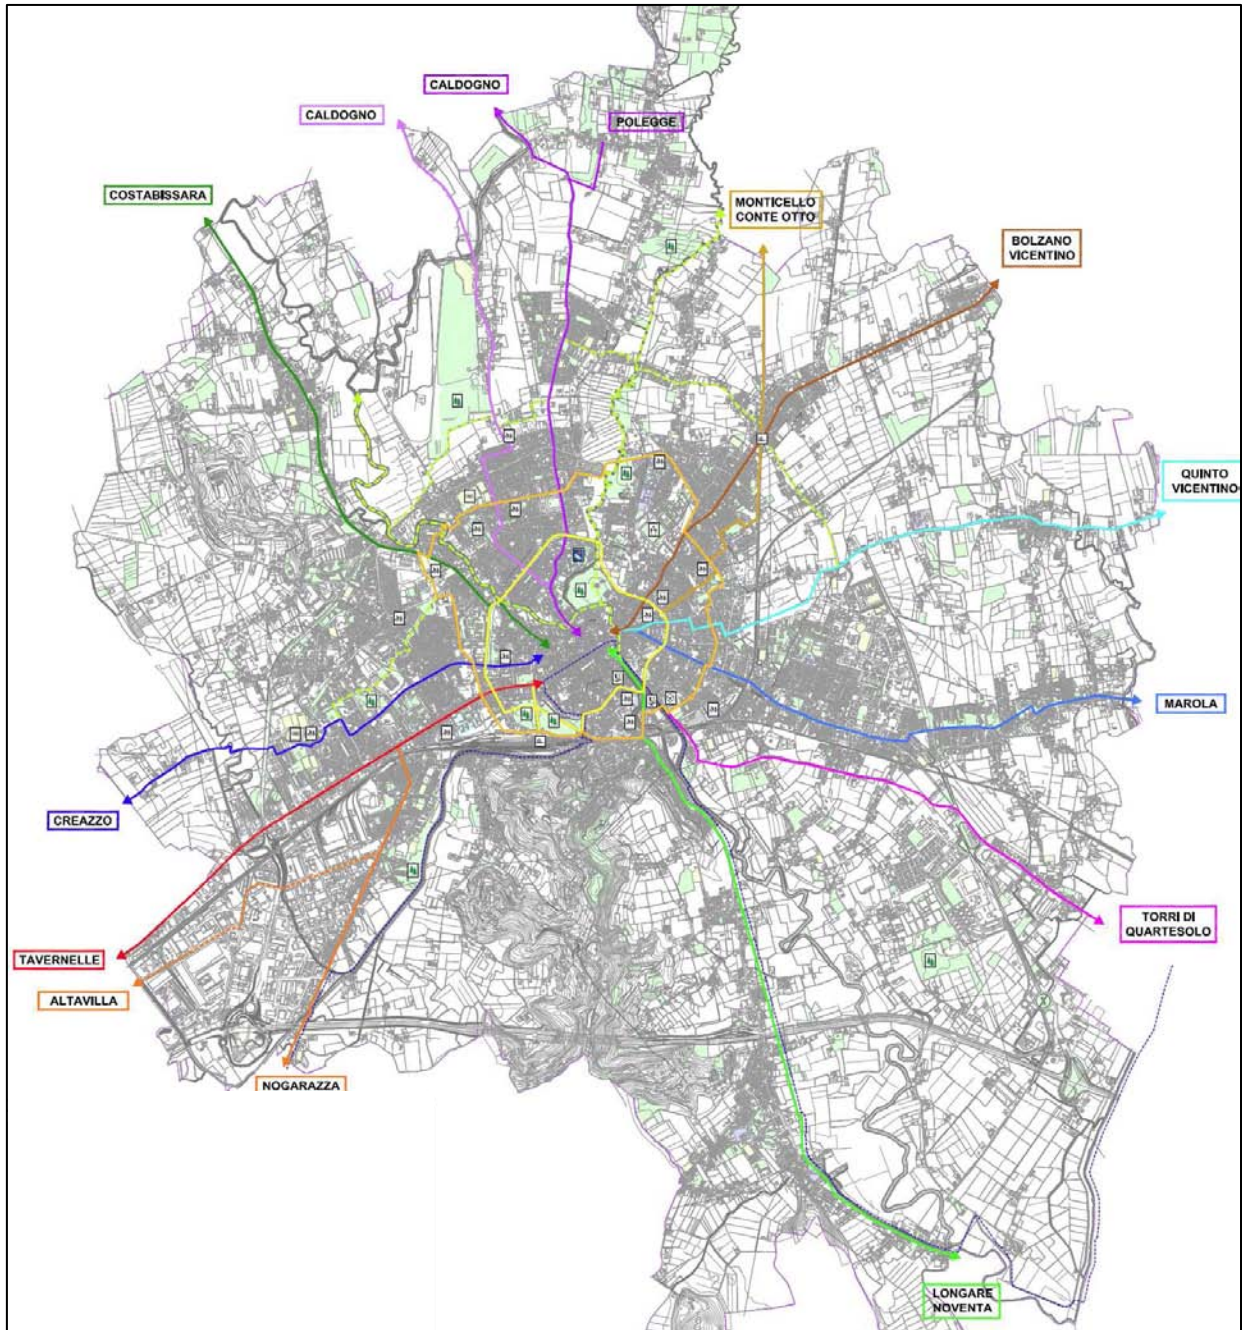 CALDOGNO
CALDOGNO
POLEGGE
COSTABISSARA
MONTICELLO
CONTE OTTO
BOLZANO
VICENTINO
QUINTO
VICENTINO
MAROLA
CREAZZO
TORRI DI
QUARTESOLO
TAVERNELLE
ALTAVILLA
NOGARAZZA
LONGARE
NOVENTA